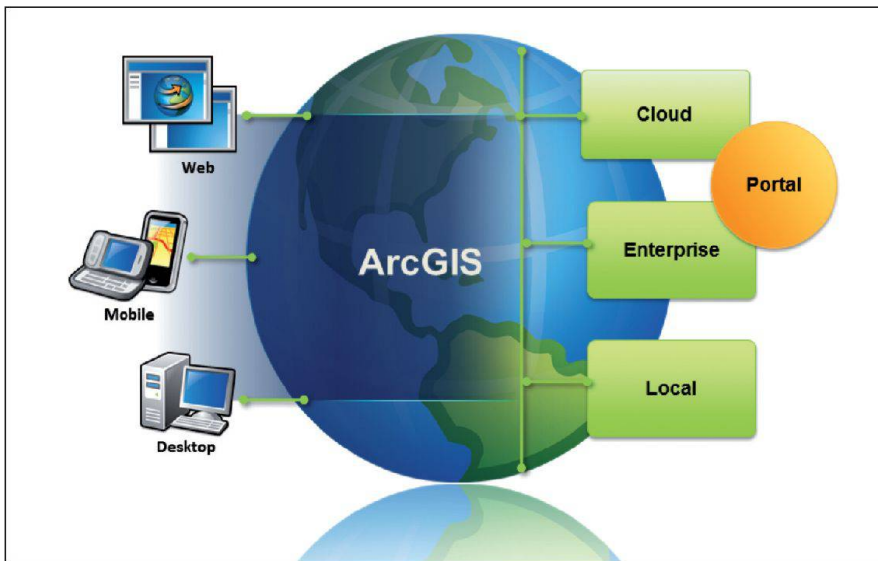 Web
Mobile
Desktop
ArcGIS
Cloud
Portal
Enterprise
Local